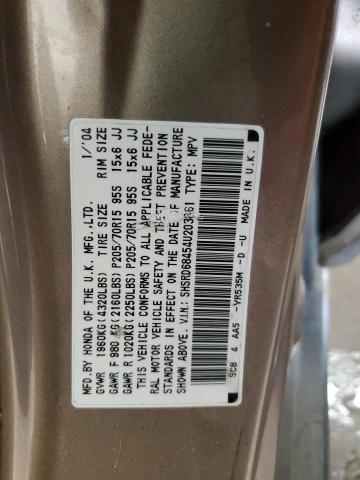 MFD.BY HONDA OF THE U.K. MFG.,LTD. 1/'04
GVWR 1960KG(4320LBS) TIRE SIZE RIM SIZE
GAWR F 980 KG(2160LBS) P205/70R15 95S 15x6 JJ
GAWR R 1020KG(2250LBS) P205/70R15 95S 15x6 JJ
THIS VEHICLE CONFORMS TO ALL APPLICABLE FEDE-
RAL MOTOR VEHICLE SAFETY AND THEFT PREVENTION
STANDARDS IN EFFECT ON THE DATE OF MANUFACTURE
SHOWN ABOVE. V.I.N: SHSRD68454U203661 TYPE: MPV
SCB 4 AA5 -YR535M -D -U MADE IN U.K.